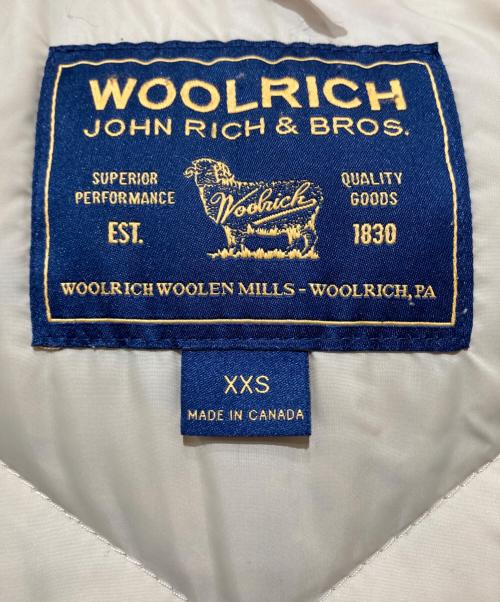 WOOLRICH
JOHN RICH & BROS.
SUPERIOR
PERFORMANCE
EST.
Woolrich
QUALITY
GOODS
1830
WOOLRICH WOOLEN MILLS - WOOLRICH, PA
XXS
MADE IN CANADA